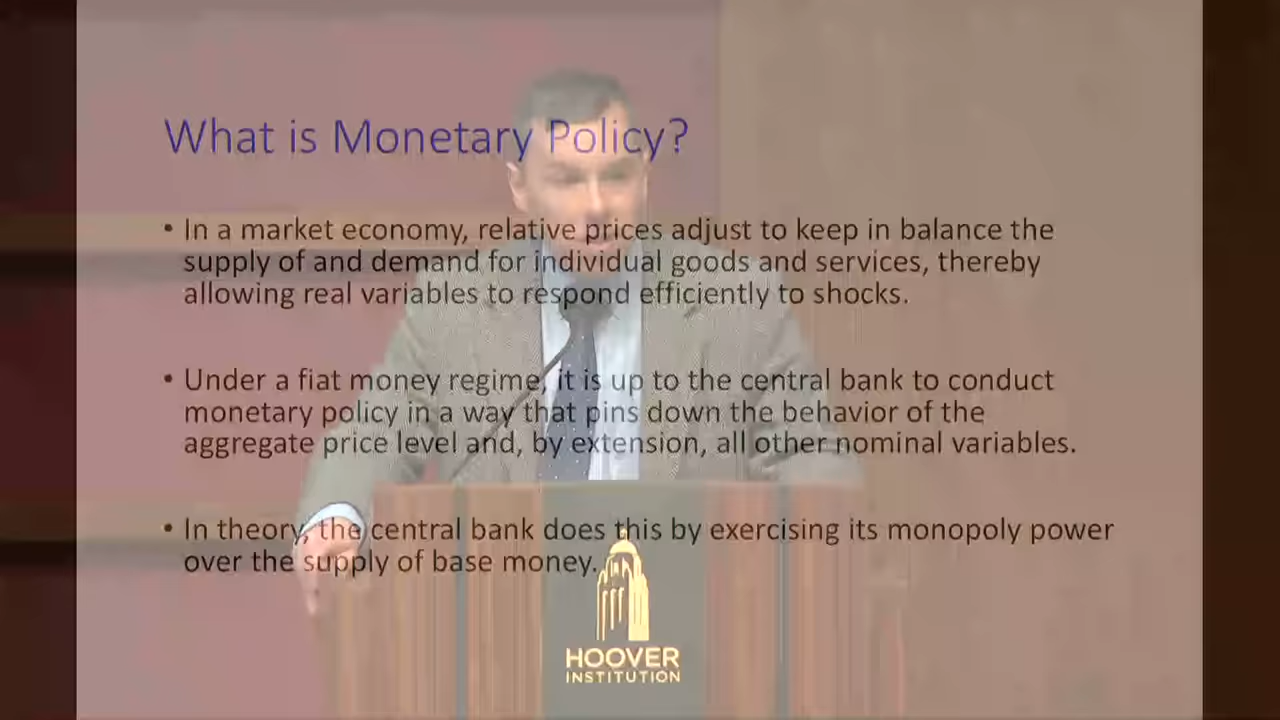 What is Monetary Policy?
• In a market economy, relative prices adjust to keep in balance the
supply of and demand for individual goods and services, thereby
allowing real variables to respond efficiently to shocks.
• Under a fiat money regime, it is up to the central bank to conduct
monetary policy in a way that pins down the behavior of the
aggregate price level and, by extension, all other nominal variables.
• In theory, the central bank does this by exercising its monopoly power
over the supply of base money.
HOOVER
INSTITUTION